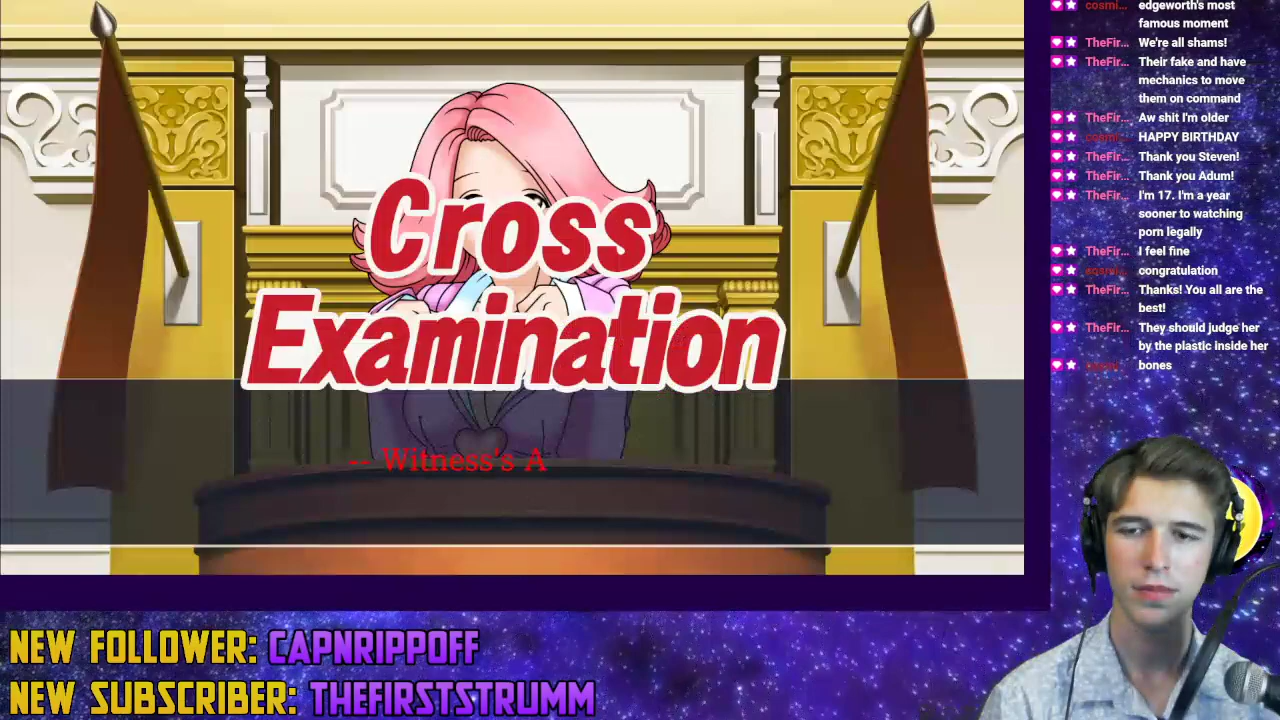 Cross
Examination
-- Witness's A
cosmi... edgeworth's most
famous moment
TheFir... We're all shams!
TheFir... Their fake and have
mechanics to move
them on command
TheFir... Aw shit I'm older
cosmi... HAPPY BIRTHDAY
TheFir... Thank you Steven!
TheFir... Thank you Adum!
TheFir... I'm 17. I'm a year
sooner to watching
porn legally
TheFir... I feel fine
cosmi... congratulation
TheFir... Thanks! You all are the
best!
TheFir... They should judge her
by the plastic inside her
bones
NEW FOLLOWER: CAPNRIPPOFF
NEW SUBSCRIBER: THEFIRSTSTRUMM